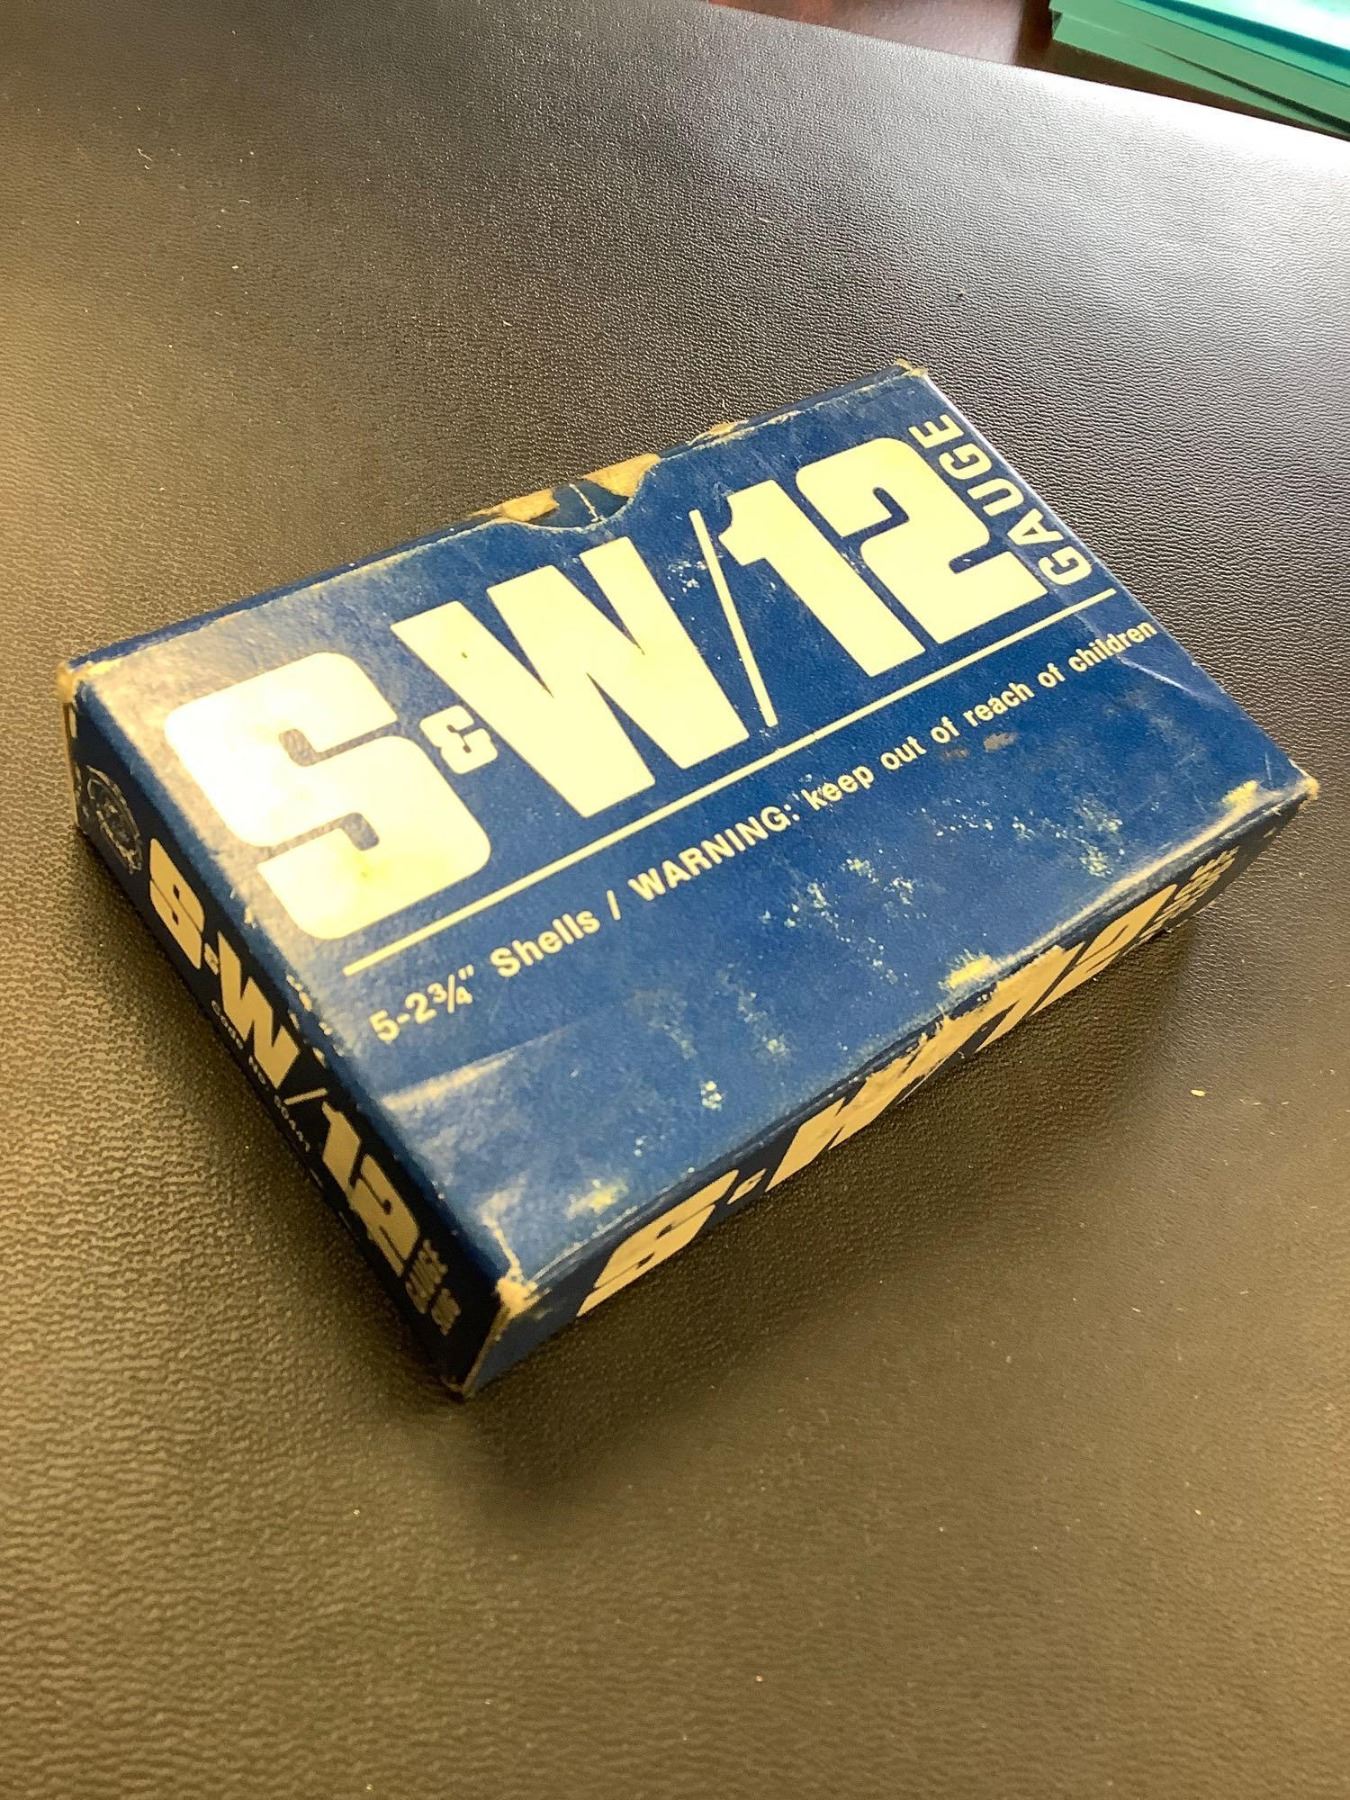 S&W/12 GAUGE
5-2¾" Shells / WARNING: keep out of reach of children
S&W/12
S&W/12